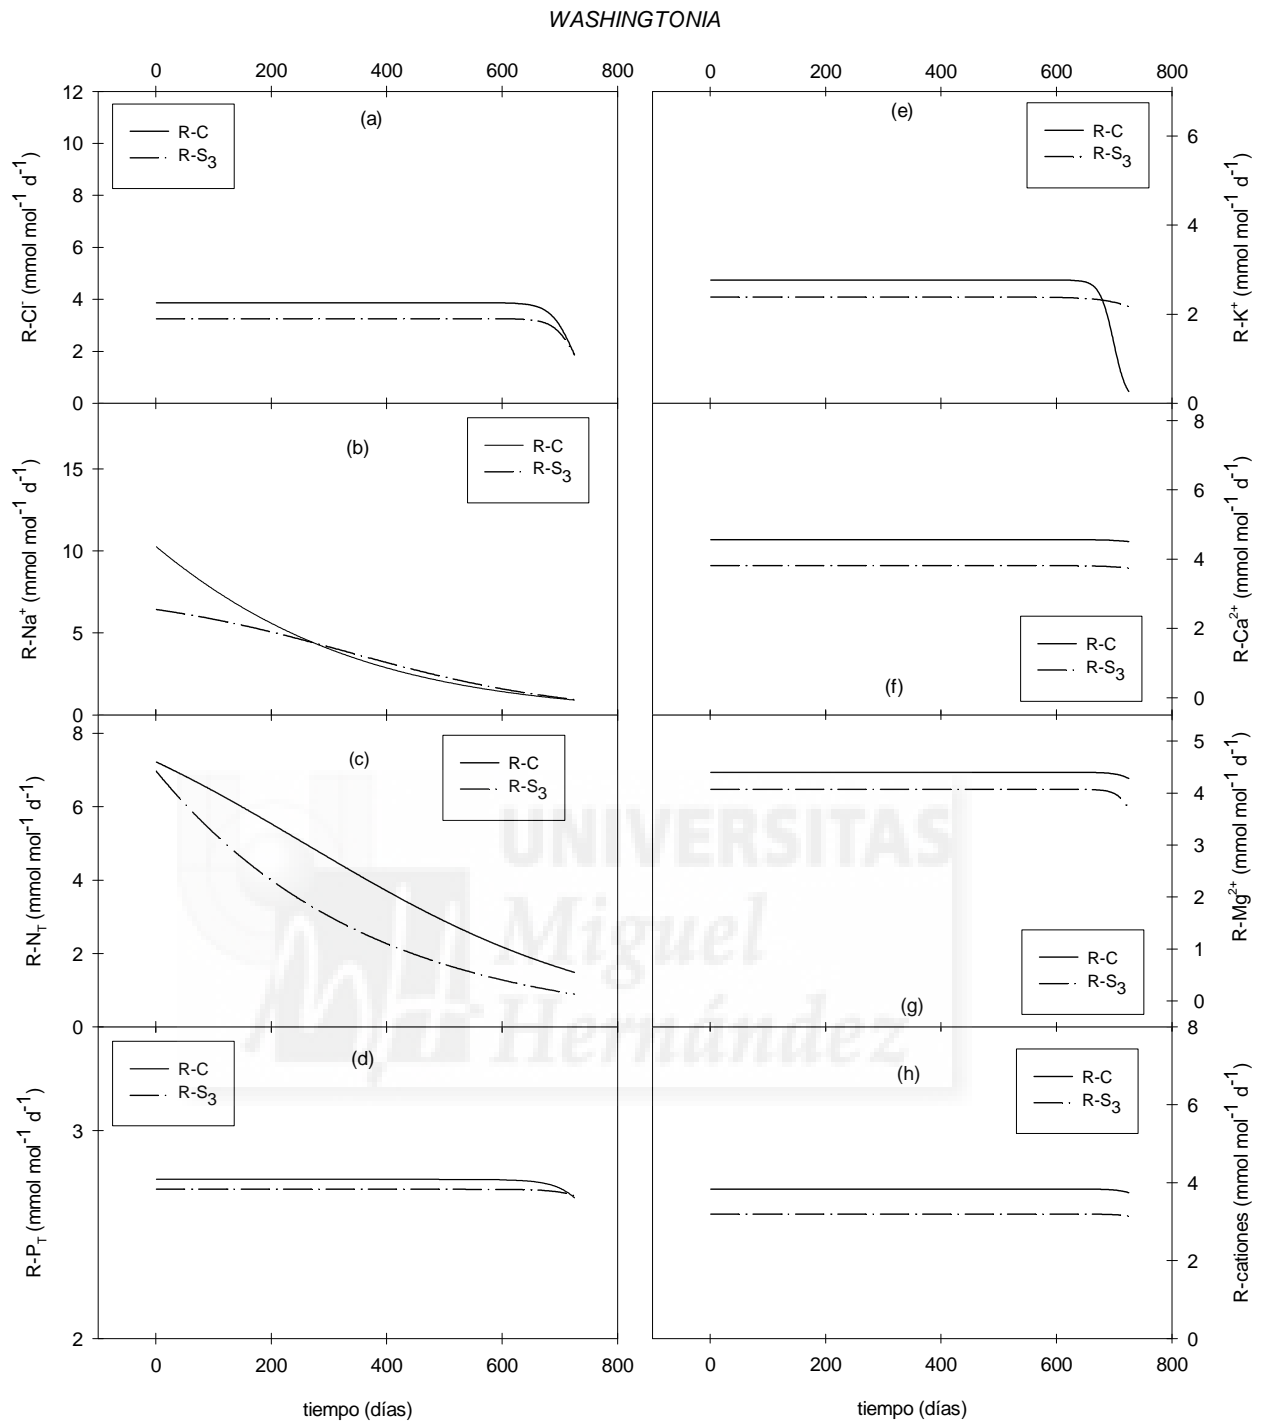 WASHINGTONIA
0 200 400 600 800
0 200 400 600 800
12
10
8
6
4
2
0
R-Cl⁻ (mmol mol⁻¹ d⁻¹)
R-C
R-S₃
(a)
(e)
R-C
R-S₃
6
4
2
0
R-K⁺ (mmol mol⁻¹ d⁻¹)
15
10
5
0
R-Na⁺ (mmol mol⁻¹ d⁻¹)
(b)
R-C
R-S₃
8
6
4
2
0
R-Ca²⁺ (mmol mol⁻¹ d⁻¹)
R-C
R-S₃
(f)
8
6
4
2
0
R-N_T (mmol mol⁻¹ d⁻¹)
(c)
R-C
R-S₃
5
4
3
2
1
0
R-Mg²⁺ (mmol mol⁻¹ d⁻¹)
R-C
R-S₃
(g)
UNIVERSITAS
Miguel
Hernández
3
2
R-P_T (mmol mol⁻¹ d⁻¹)
R-C
R-S₃
(d)
(h)
R-C
R-S₃
8
6
4
2
0
R-cationes (mmol mol⁻¹ d⁻¹)
0 200 400 600 800
0 200 400 600 800
tiempo (días)
tiempo (días)